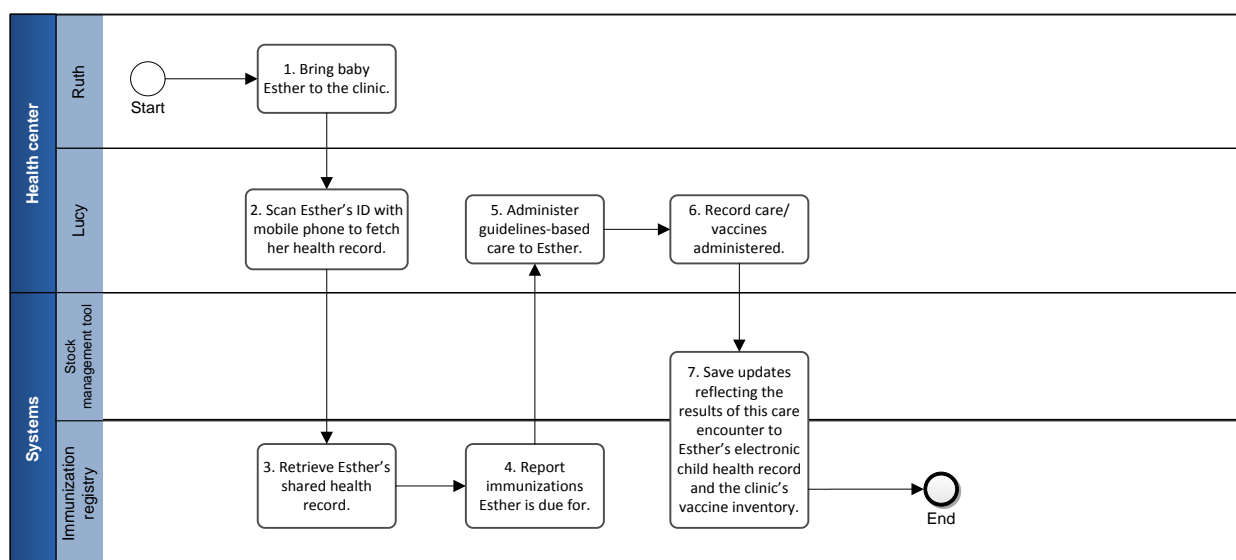 Health center
Ruth
Start
1. Bring baby
Esther to the clinic.
Lucy
2. Scan Esther’s ID with
mobile phone to fetch
her health record.
5. Administer
guidelines-based
care to Esther.
6. Record care/
vaccines
administered.
Systems
Stock
management tool
7. Save updates
reflecting the
results of this care
encounter to
Esther’s electronic
child health record
and the clinic’s
vaccine inventory.
Immunization
registry
3. Retrieve Esther’s
shared health
record.
4. Report
immunizations
Esther is due for.
End